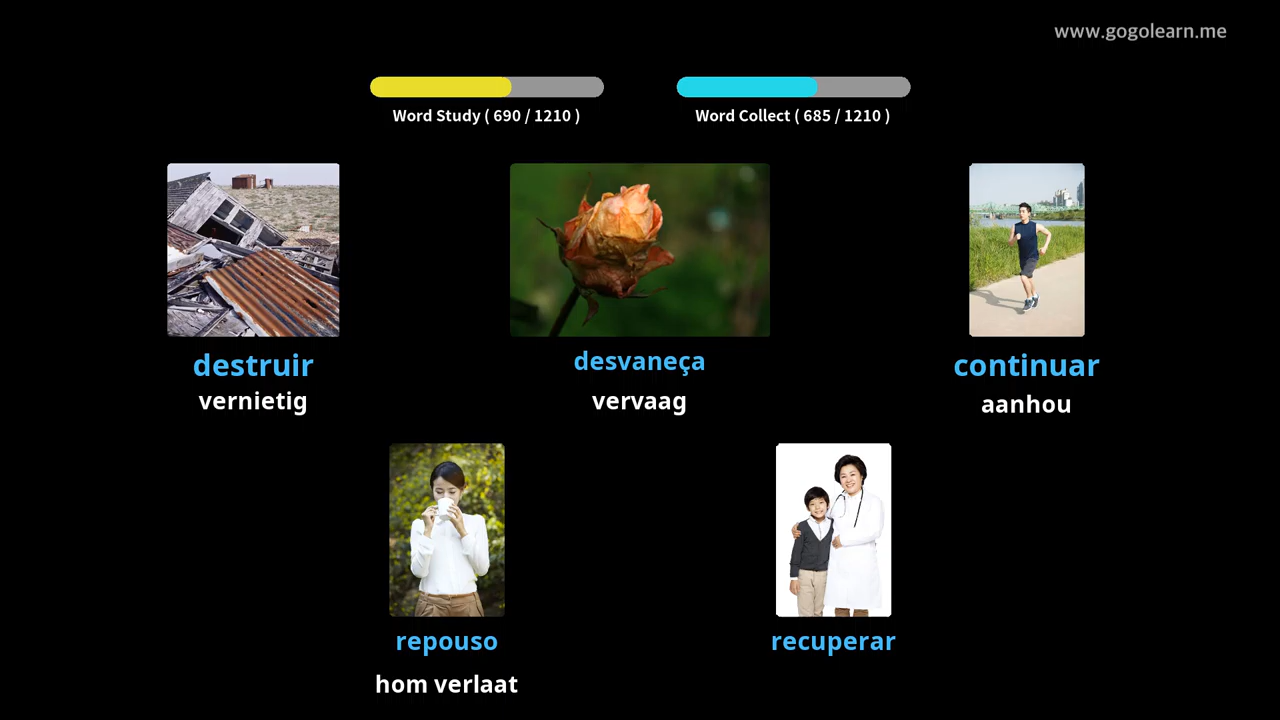 www.gogolearn.me
Word Study ( 690 / 1210 )
Word Collect ( 685 / 1210 )
destruir
vernietig
desvaneça
vervaag
continuar
aanhou
repouso
hom verlaat
recuperar